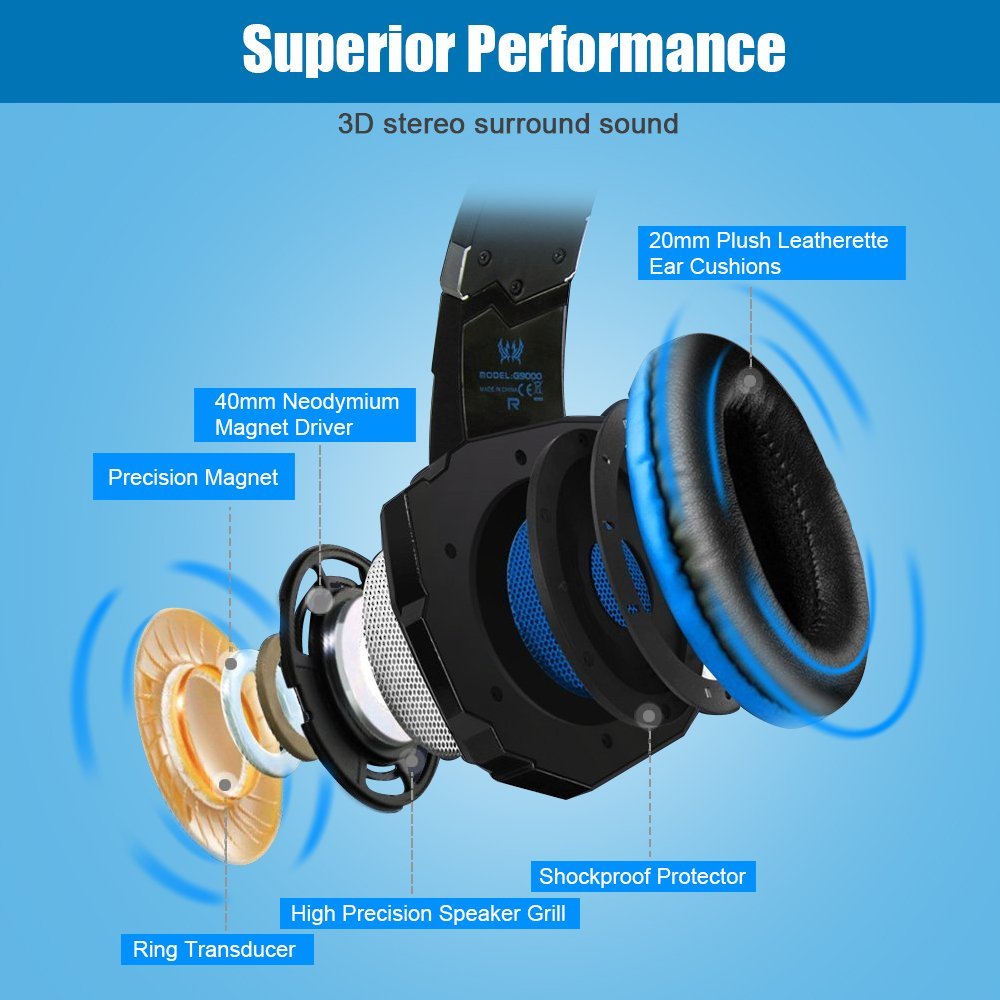 Superior Performance
3D stereo surround sound
20mm Plush Leatherette
Ear Cushions
MODEL:G9000
MADE IN CHINA CE
R
40mm Neodymium
Magnet Driver
Precision Magnet
Shockproof Protector
High Precision Speaker Grill
Ring Transducer